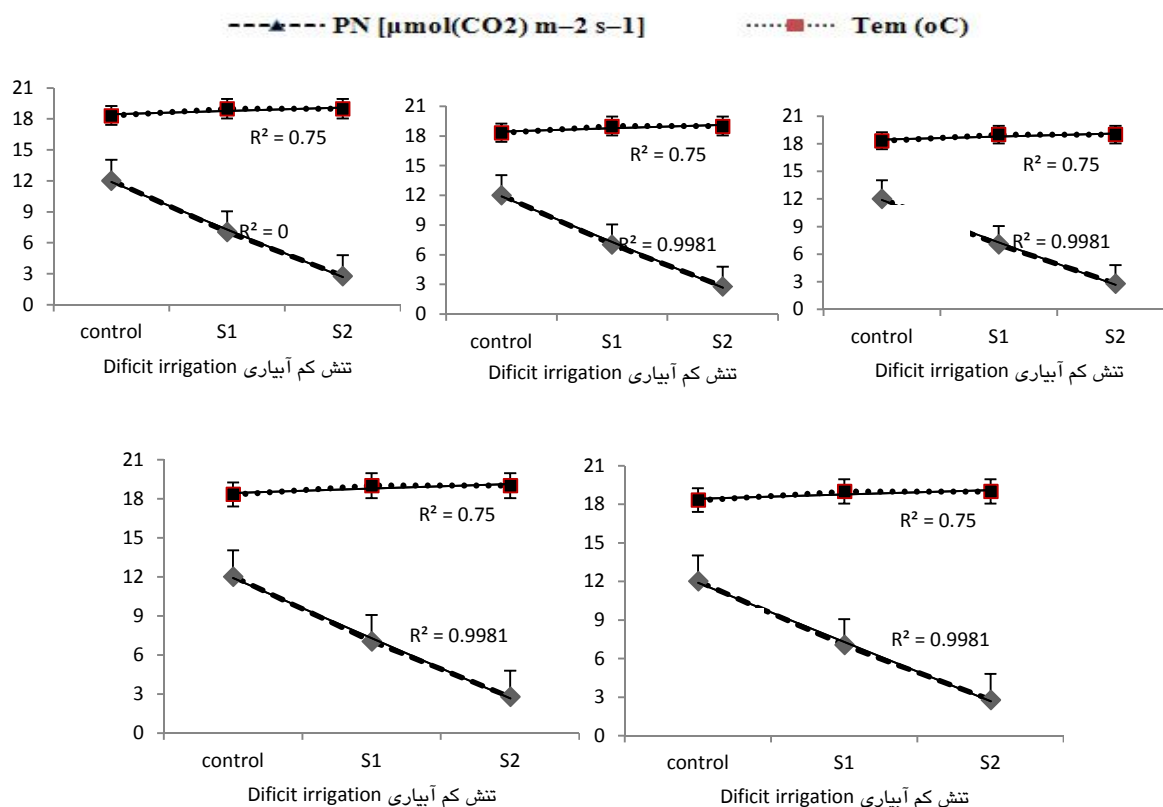 PN [µmol(CO2) m–2 s–1] Tem (oC)
21
18
15
12
9
6
3
0
R² = 0.75
R² = 0
control S1 S2
Dificit irrigation تنش کم آبیاری
21
18
15
12
9
6
3
0
R² = 0.75
R² = 0.9981
control S1 S2
Dificit irrigation تنش کم آبیاری
21
18
15
12
9
6
3
0
R² = 0.75
R² = 0.9981
control S1 S2
Dificit irrigation تنش کم آبیاری
21
18
15
12
9
6
3
0
R² = 0.75
R² = 0.9981
control S1 S2
Dificit irrigation تنش کم آبیاری
21
18
15
12
9
6
3
0
R² = 0.75
R² = 0.9981
control S1 S2
Dificit irrigation تنش کم آبیاری